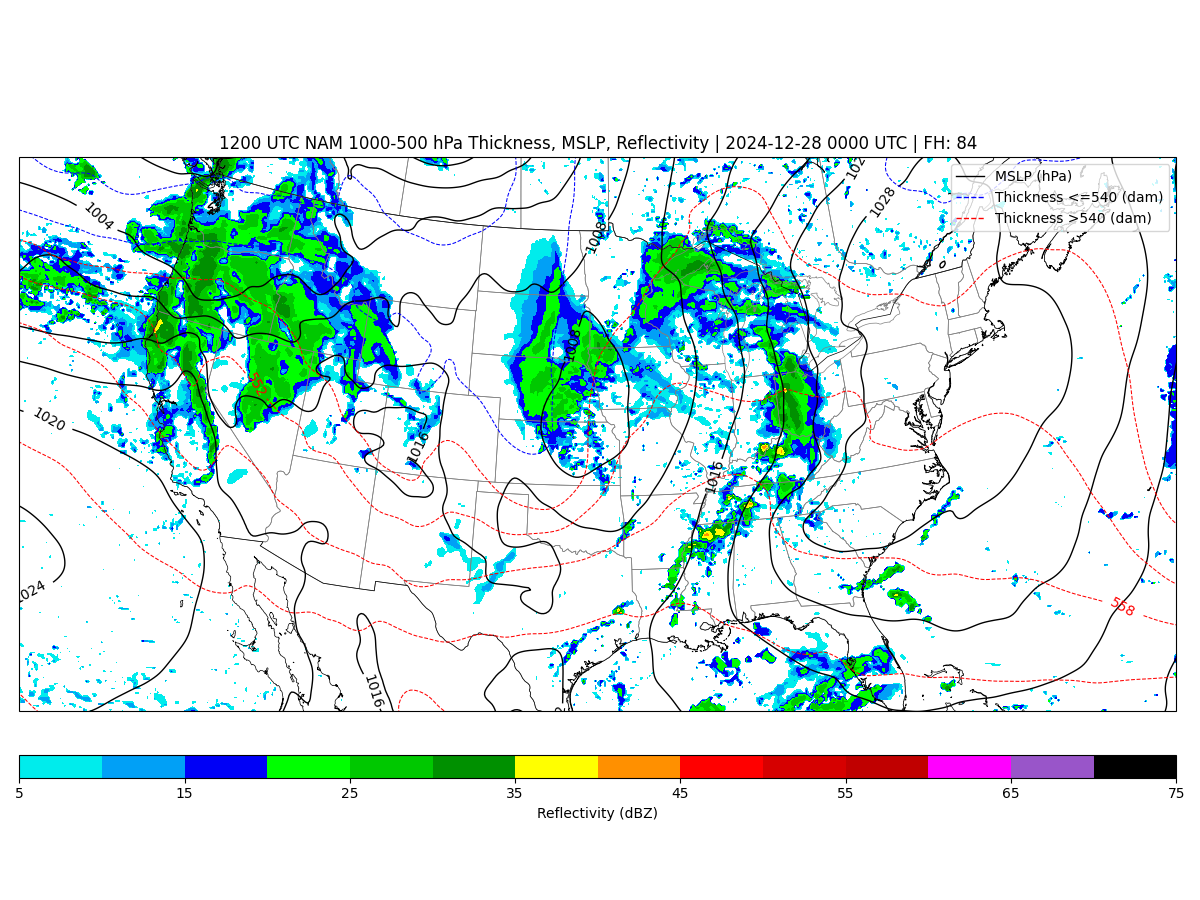 1200 UTC NAM 1000-500 hPa Thickness, MSLP, Reflectivity | 2024-12-28 0000 UTC | FH: 84
MSLP (hPa)
Thickness <=540 (dam)
Thickness >540 (dam)
1004
1028
1008
1020
1016
1016
1024
558
1016
5 15 25 35 45 55 65 75
Reflectivity (dBZ)